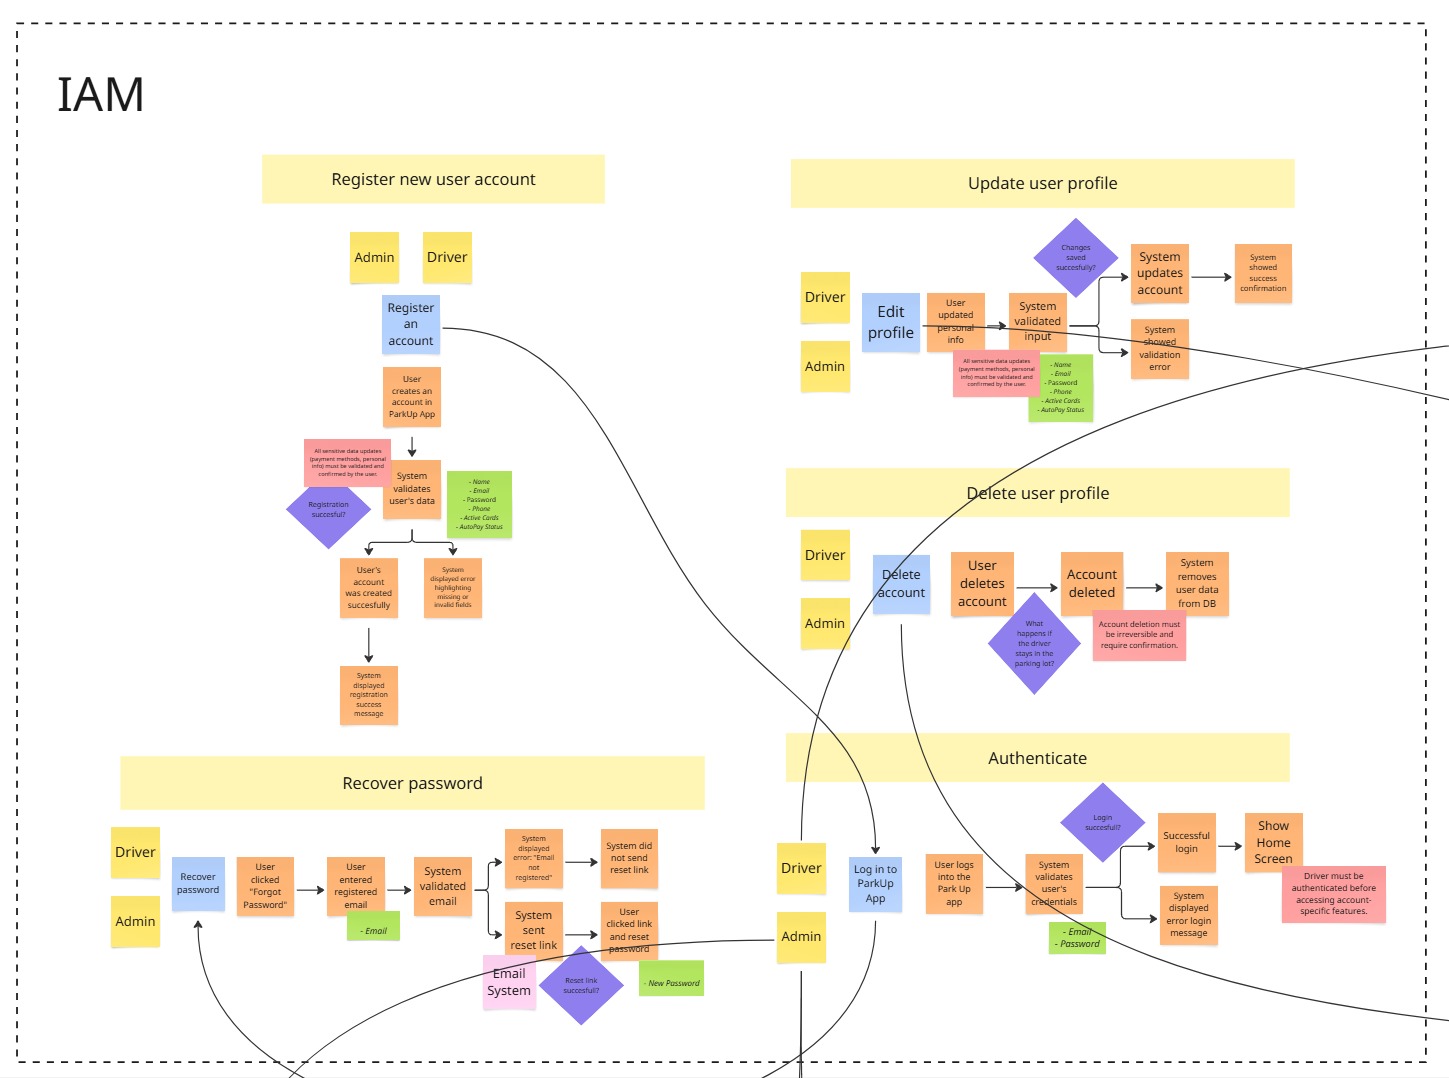 IAM
Register new user account
Admin
Driver
Register
an
account
User
creates an
account in
ParkUp App
All sensitive data updates
(payment methods, personal
info) must be validated and
confirmed by the user.
System
validates
user's data
Registration
succesful?
- Name
- Email
- Password
- Phone
- Active Cards
- AutoPay Status
User's
account
was created
succesfully
System
displayed error
highlighting
missing or
invalid fields
System
displayed
registration
success
message
Update user profile
Driver
Admin
Edit
profile
User
updated
personal
info
System
validated
input
Changes
saved
succesfully?
System
updates
account
System
showed
success
confirmation
System
showed
validation
error
All sensitive data updates
(payment methods, personal
info) must be validated and
confirmed by the user.
- Name
- Email
- Password
- Phone
- Active Cards
- AutoPay Status
Delete user profile
Driver
Admin
Delete
account
User
deletes
account
Account
deleted
System
removes
user data
from DB
What
happens if
the driver
stays in the
parking lot?
Account deletion must
be irreversible and
require confirmation.
Recover password
Driver
Admin
Recover
password
User
clicked
"Forgot
Password"
User
entered
registered
email
- Email
System
validated
email
System
displayed
error: "Email
not
registered"
System did
not send
reset link
System
sent
reset link
User
clicked link
and reset
password
Email
System
Reset link
succesful?
- New Password
Authenticate
Driver
Admin
Log in to
ParkUp
App
User logs
into the
Park Up
app
System
validates
user's
credentials
- Email
- Password
Login
succesful?
Successful
login
Show
Home
Screen
System
displayed
error login
message
Driver must be
authenticated before
accessing account-
specific features.